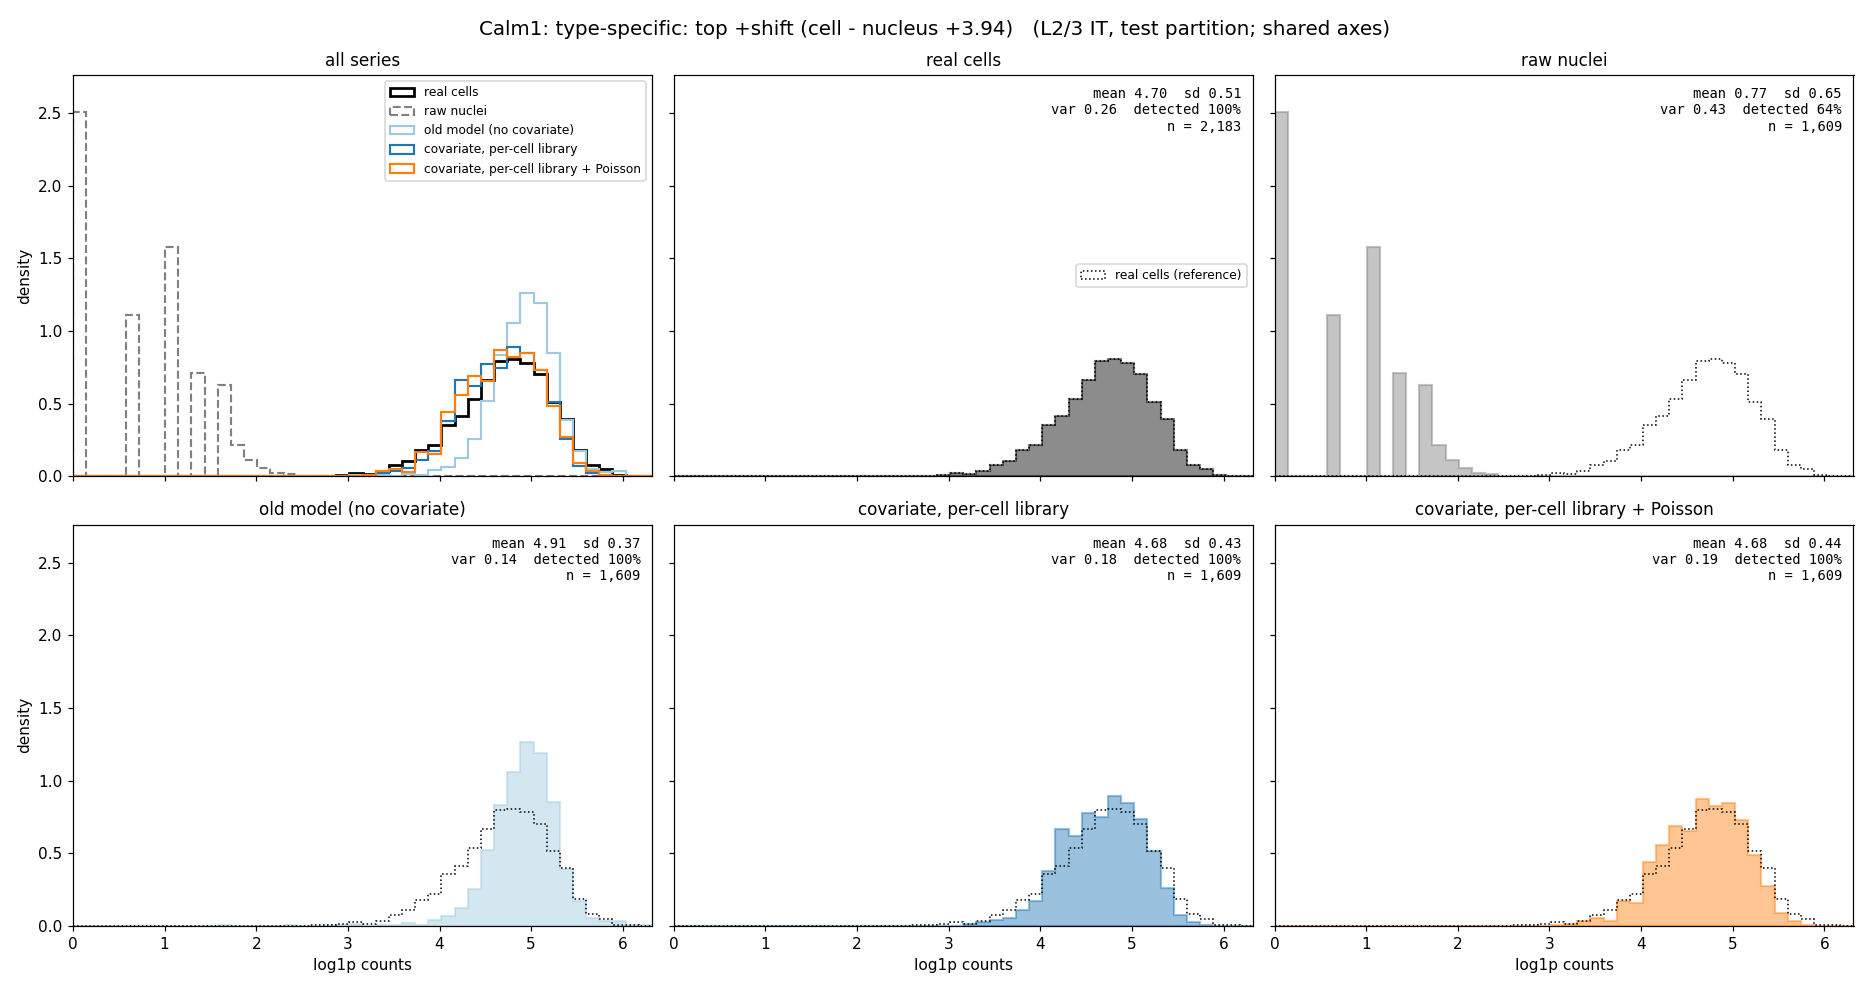 Calm1: type-specific: top +shift (cell - nucleus +3.94)   (L2/3 IT, test partition; shared axes)
all series
real cells
raw nuclei
old model (no covariate)
covariate, per-cell library
covariate, per-cell library + Poisson
2.5
2.0
1.5
1.0
0.5
0.0
density
real cells
mean 4.70  sd 0.51
var 0.26  detected 100%
n = 2,183
real cells (reference)
raw nuclei
mean 0.77  sd 0.65
var 0.43  detected 64%
n = 1,609
old model (no covariate)
mean 4.91  sd 0.37
var 0.14  detected 100%
n = 1,609
2.5
2.0
1.5
1.0
0.5
0.0
density
0 1 2 3 4 5 6
log1p counts
covariate, per-cell library
mean 4.68  sd 0.43
var 0.18  detected 100%
n = 1,609
0 1 2 3 4 5 6
log1p counts
covariate, per-cell library + Poisson
mean 4.68  sd 0.44
var 0.19  detected 100%
n = 1,609
0 1 2 3 4 5 6
log1p counts